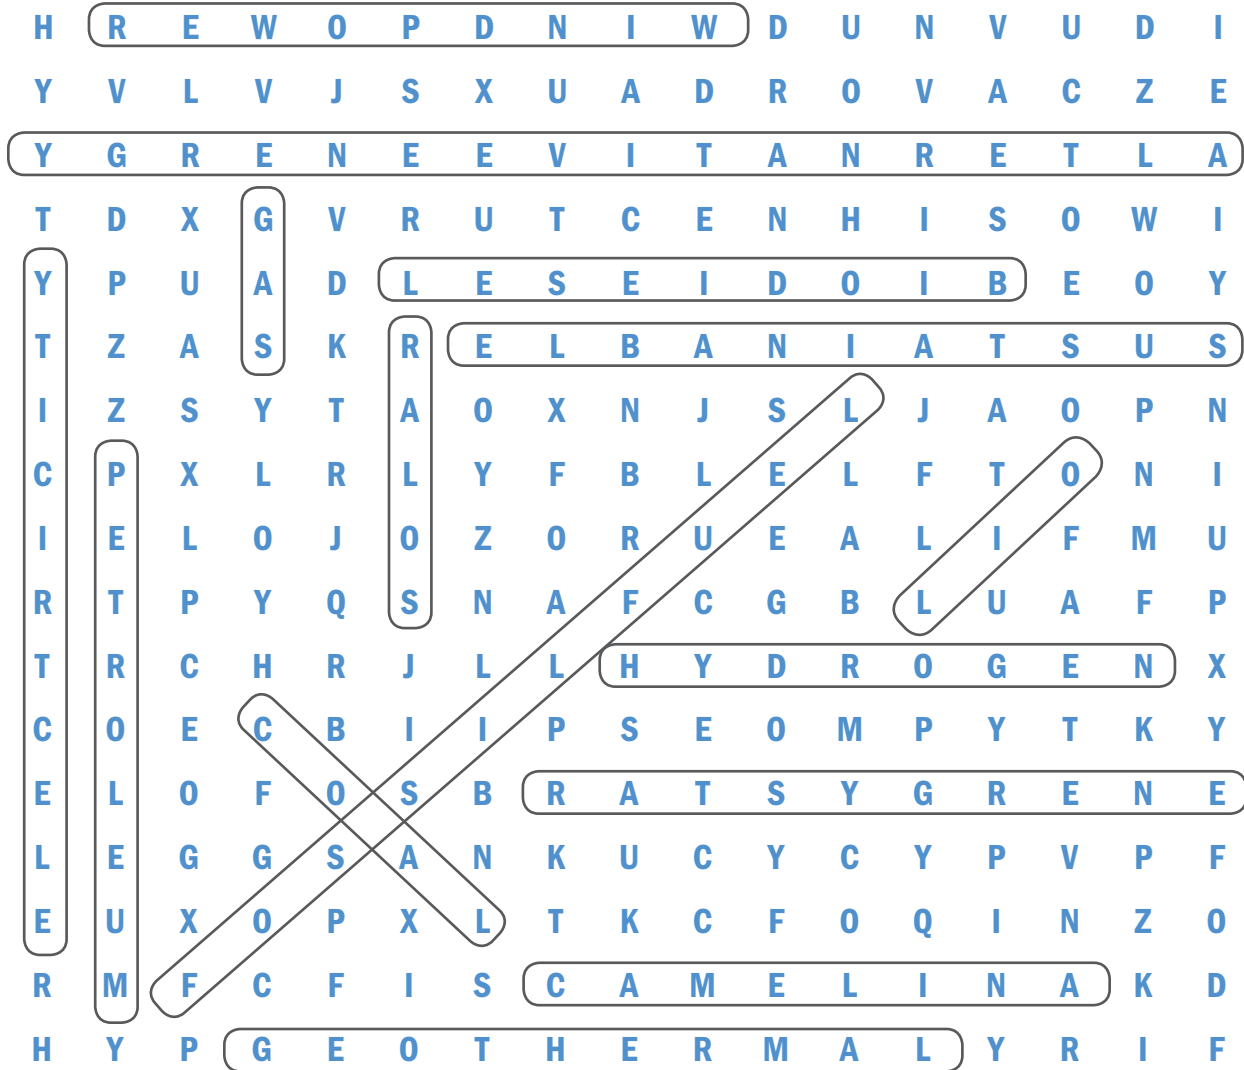 H R E W O P D N I W D U N V U D I
Y V L V J S X U A D R O V A C Z E
Y G R E N E E V I T A N R E T L A
T D X G V R U T C E N H I S O W I
Y P U A D L E S E I D O I B E O Y
T Z A S K R E L B A N I A T S U S
I Z S Y T A O X N J S L J A O P N
C P X L R L Y F B L E L F T O N I
I E L O J O Z O R U E A L I F M U
R T P Y Q S N A F C G B L U A F P
T R C H R J L L H Y D R O G E N X
C O E C B I I P S E O M P Y T K Y
E L O F O S B R A T S Y G R E N E
L E G G S A N K U C Y C Y P V P F
E U X O P X L T K C F O Q I N Z O
R M F C F I S C A M E L I N A K D
H Y P G E O T H E R M A L Y R I F